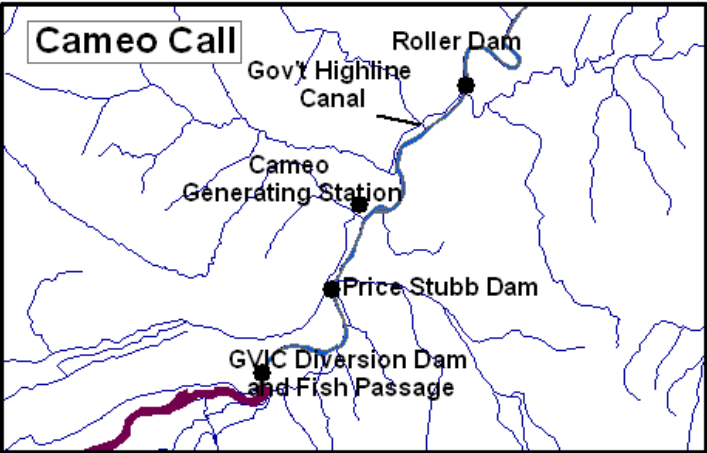 Cameo Call
Roller Dam
Gov't Highline
Canal
Cameo
Generating Station
Price Stubb Dam
GVIC Diversion Dam
and Fish Passage